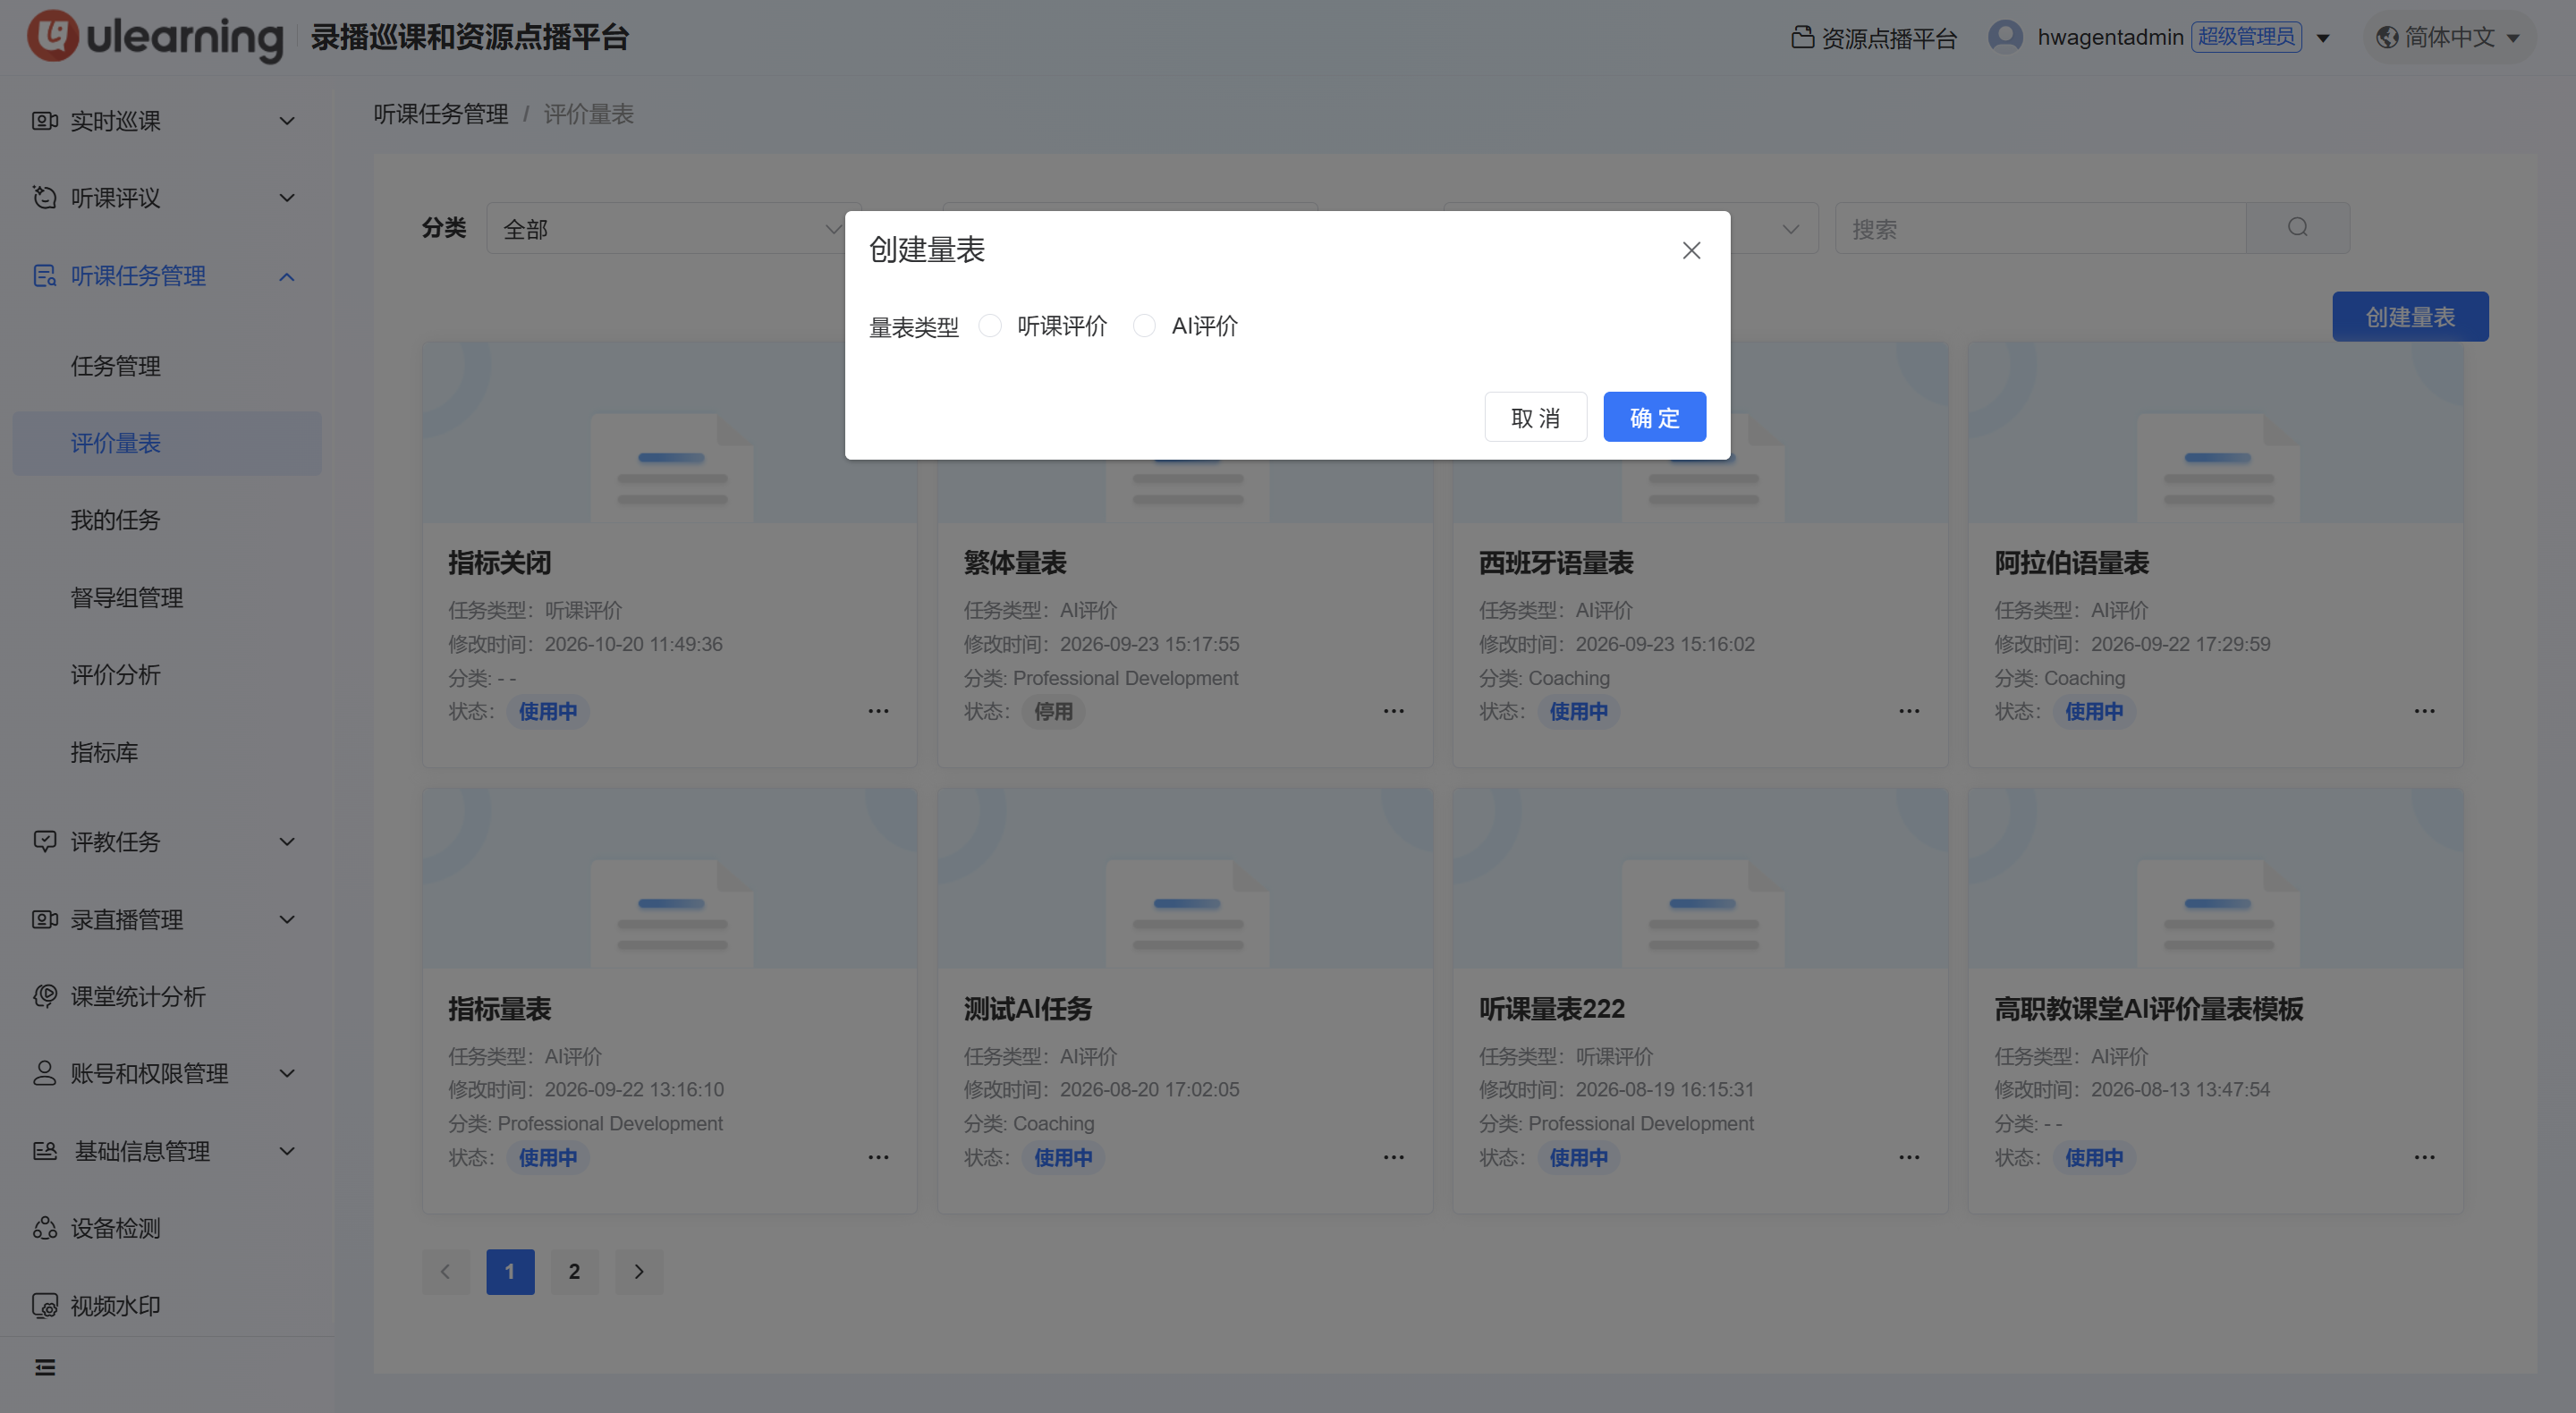 ulearning 录播巡课和资源点播平台
资源点播平台 hwagentadmin 超级管理员 简体中文
实时巡课
听课评议
听课任务管理
任务管理
评价量表
我的任务
督导组管理
评价分析
指标库
评教任务
录直播管理
课堂统计分析
账号和权限管理
基础信息管理
设备检测
视频水印
听课任务管理 / 评价量表
分类 全部 搜索
创建量表
创建量表
量表类型 听课评价 AI评价
取 消 确 定
指标关闭
任务类型：听课评价
修改时间：2026-10-20 11:49:36
分类: - -
状态： 使用中 ···
繁体量表
任务类型：AI评价
修改时间：2026-09-23 15:17:55
分类: Professional Development
状态： 停用 ···
西班牙语量表
任务类型：AI评价
修改时间：2026-09-23 15:16:02
分类: Coaching
状态： 使用中 ···
阿拉伯语量表
任务类型：AI评价
修改时间：2026-09-22 17:29:59
分类: Coaching
状态： 使用中 ···
指标量表
任务类型：AI评价
修改时间：2026-09-22 13:16:10
分类: Professional Development
状态： 使用中 ···
测试AI任务
任务类型：AI评价
修改时间：2026-08-20 17:02:05
分类: Coaching
状态： 使用中 ···
听课量表222
任务类型：听课评价
修改时间：2026-08-19 16:15:31
分类: Professional Development
状态： 使用中 ···
高职教课堂AI评价量表模板
任务类型：AI评价
修改时间：2026-08-13 13:47:54
分类: - -
状态： 使用中 ···
1 2